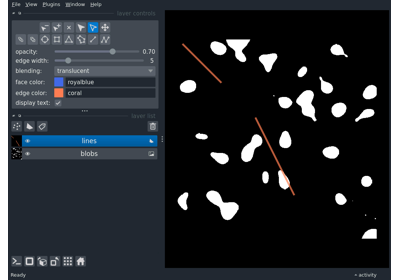 File View Plugins Window Help
layer controls
opacity: 0.70
edge width: 5
blending: translucent
face color: royalblue
edge color: coral
display text:
layer list
lines
blobs
Ready
activity